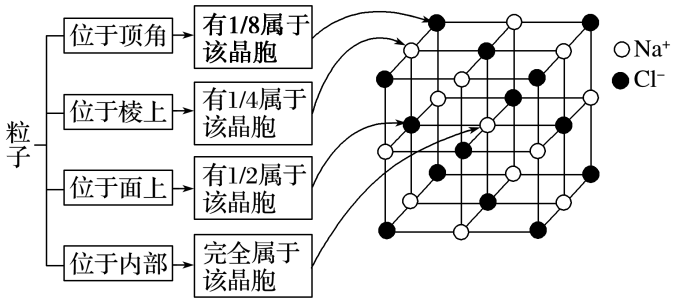 粒子
位于顶角
有1/8属于
该晶胞
位于棱上
有1/4属于
该晶胞
位于面上
有1/2属于
该晶胞
位于内部
完全属于
该晶胞
Na⁺
Cl⁻